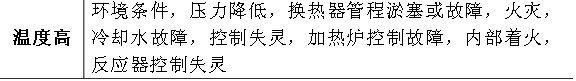 温度高
环境条件，压力降低，换热器管程淤塞或故障，火灾，
冷却水故障，控制失灵，加热炉控制故障，内部着火，
反应器控制失灵